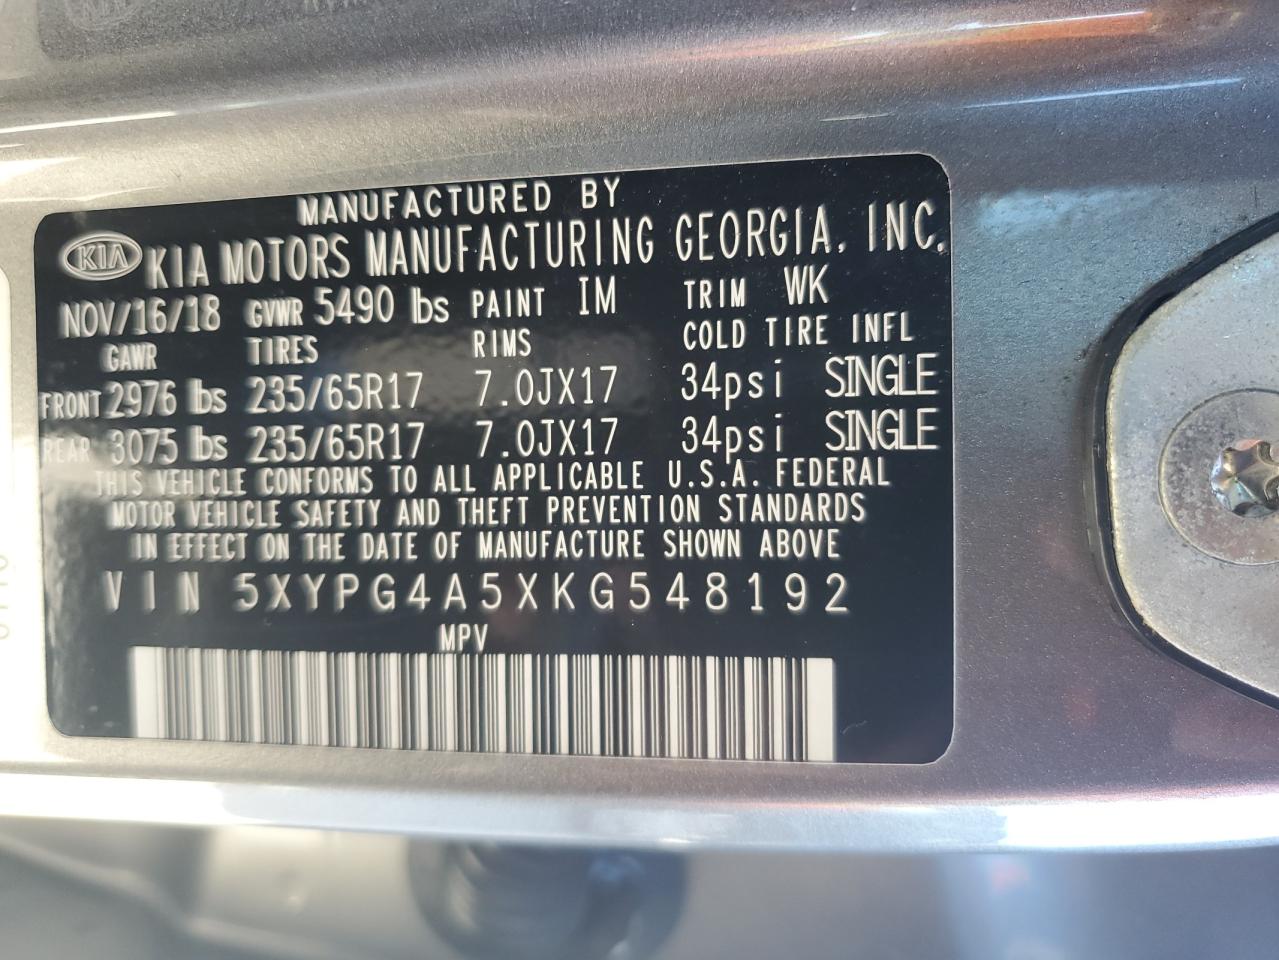 MANUFACTURED BY
KIA KIA MOTORS MANUFACTURING GEORGIA, INC.
NOV/16/18 GVWR 5490 lbs PAINT IM TRIM WK
GAWR TIRES RIMS COLD TIRE INFL
FRONT 2976 lbs 235/65R17 7.0JX17 34psi SINGLE
REAR 3075 lbs 235/65R17 7.0JX17 34psi SINGLE
THIS VEHICLE CONFORMS TO ALL APPLICABLE U.S.A. FEDERAL
MOTOR VEHICLE SAFETY AND THEFT PREVENTION STANDARDS
IN EFFECT ON THE DATE OF MANUFACTURE SHOWN ABOVE
VIN 5XYPG4A5XKG548192
MPV